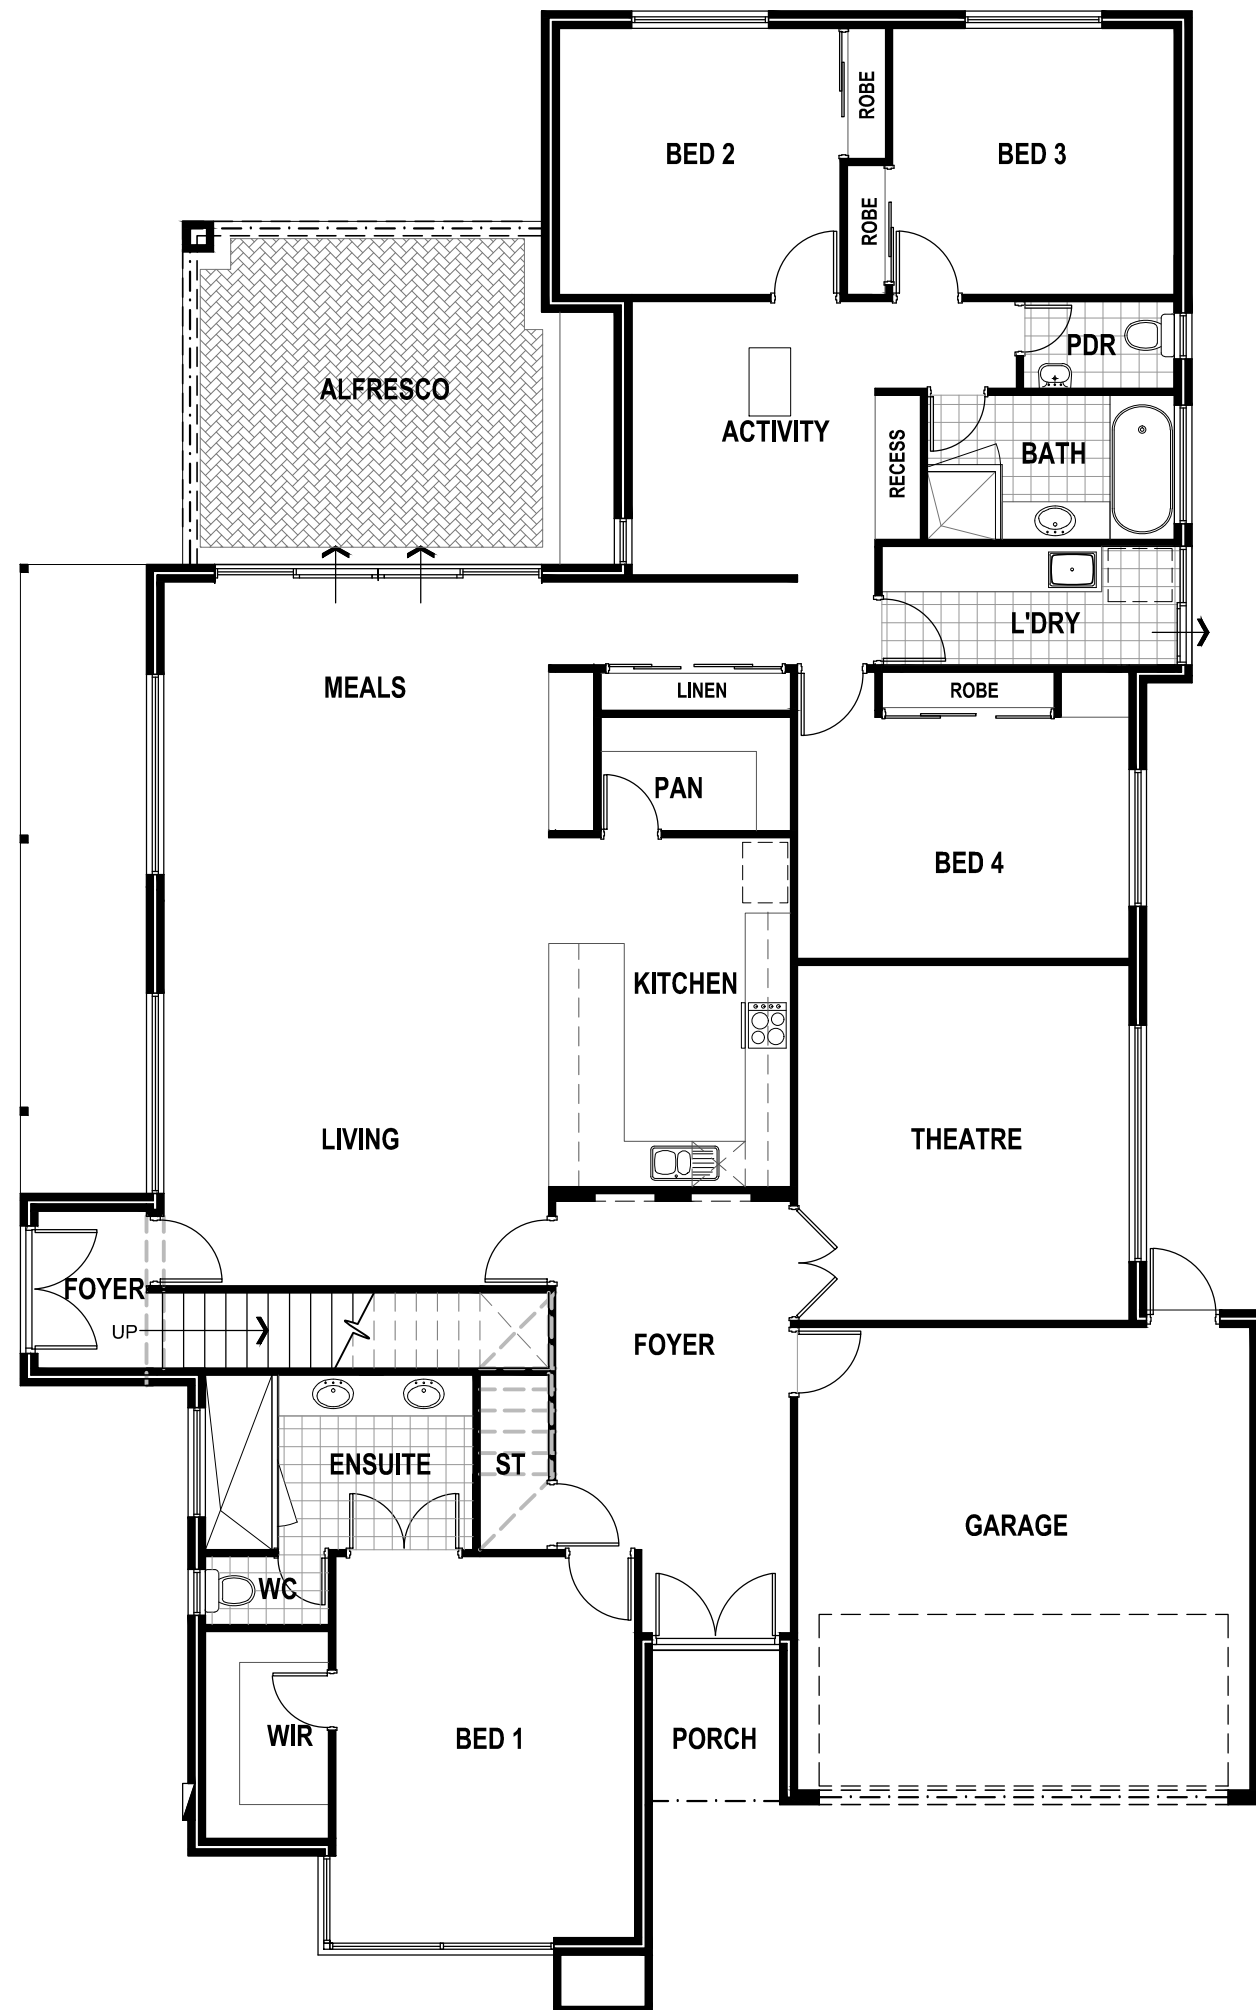 ROBE
BED 2
BED 3
ROBE
PDR
ALFRESCO
ACTIVITY
RECESS
BATH
L'DRY
MEALS
LINEN
ROBE
PAN
BED 4
KITCHEN
LIVING
THEATRE
FOYER
UP
FOYER
ENSUITE
ST
GARAGE
WC
WIR
BED 1
PORCH